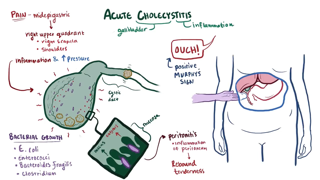 ACUTE CHOLECYSTITIS
gallbladder
inflammation
PAIN → midepigastric
right upper quadrant
• right scapula
• shoulders
inflammation & ↑ pressure
cystic duct
BACTERIAL GROWTH
• E. coli
• enterococci
• Bacteroides fragilis
• clostridium
mucosa
peritonitis
• inflammation of peritoneum
REBOUND
tenderness
OUCH!
positive
MURPHY'S
SIGN